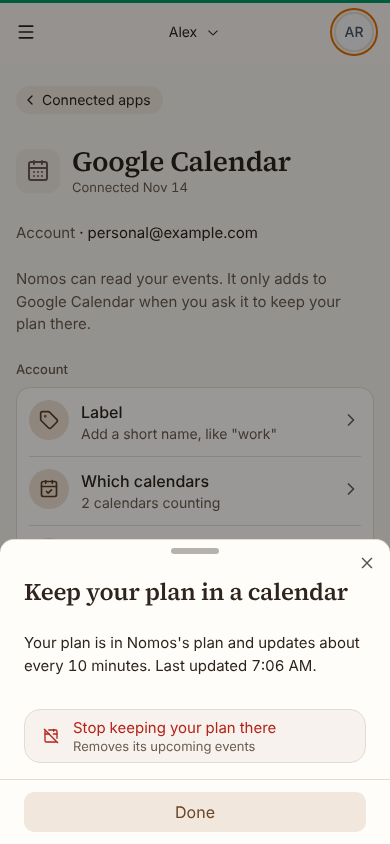 Alex
AR
Connected apps
Google Calendar
Connected Nov 14
Account · personal@example.com
Nomos can read your events. It only adds to
Google Calendar when you ask it to keep your
plan there.
Account
Label
Add a short name, like "work"
Which calendars
2 calendars counting
Keep your plan in a calendar
Your plan is in Nomos's plan and updates about
every 10 minutes. Last updated 7:06 AM.
Stop keeping your plan there
Removes its upcoming events
Done